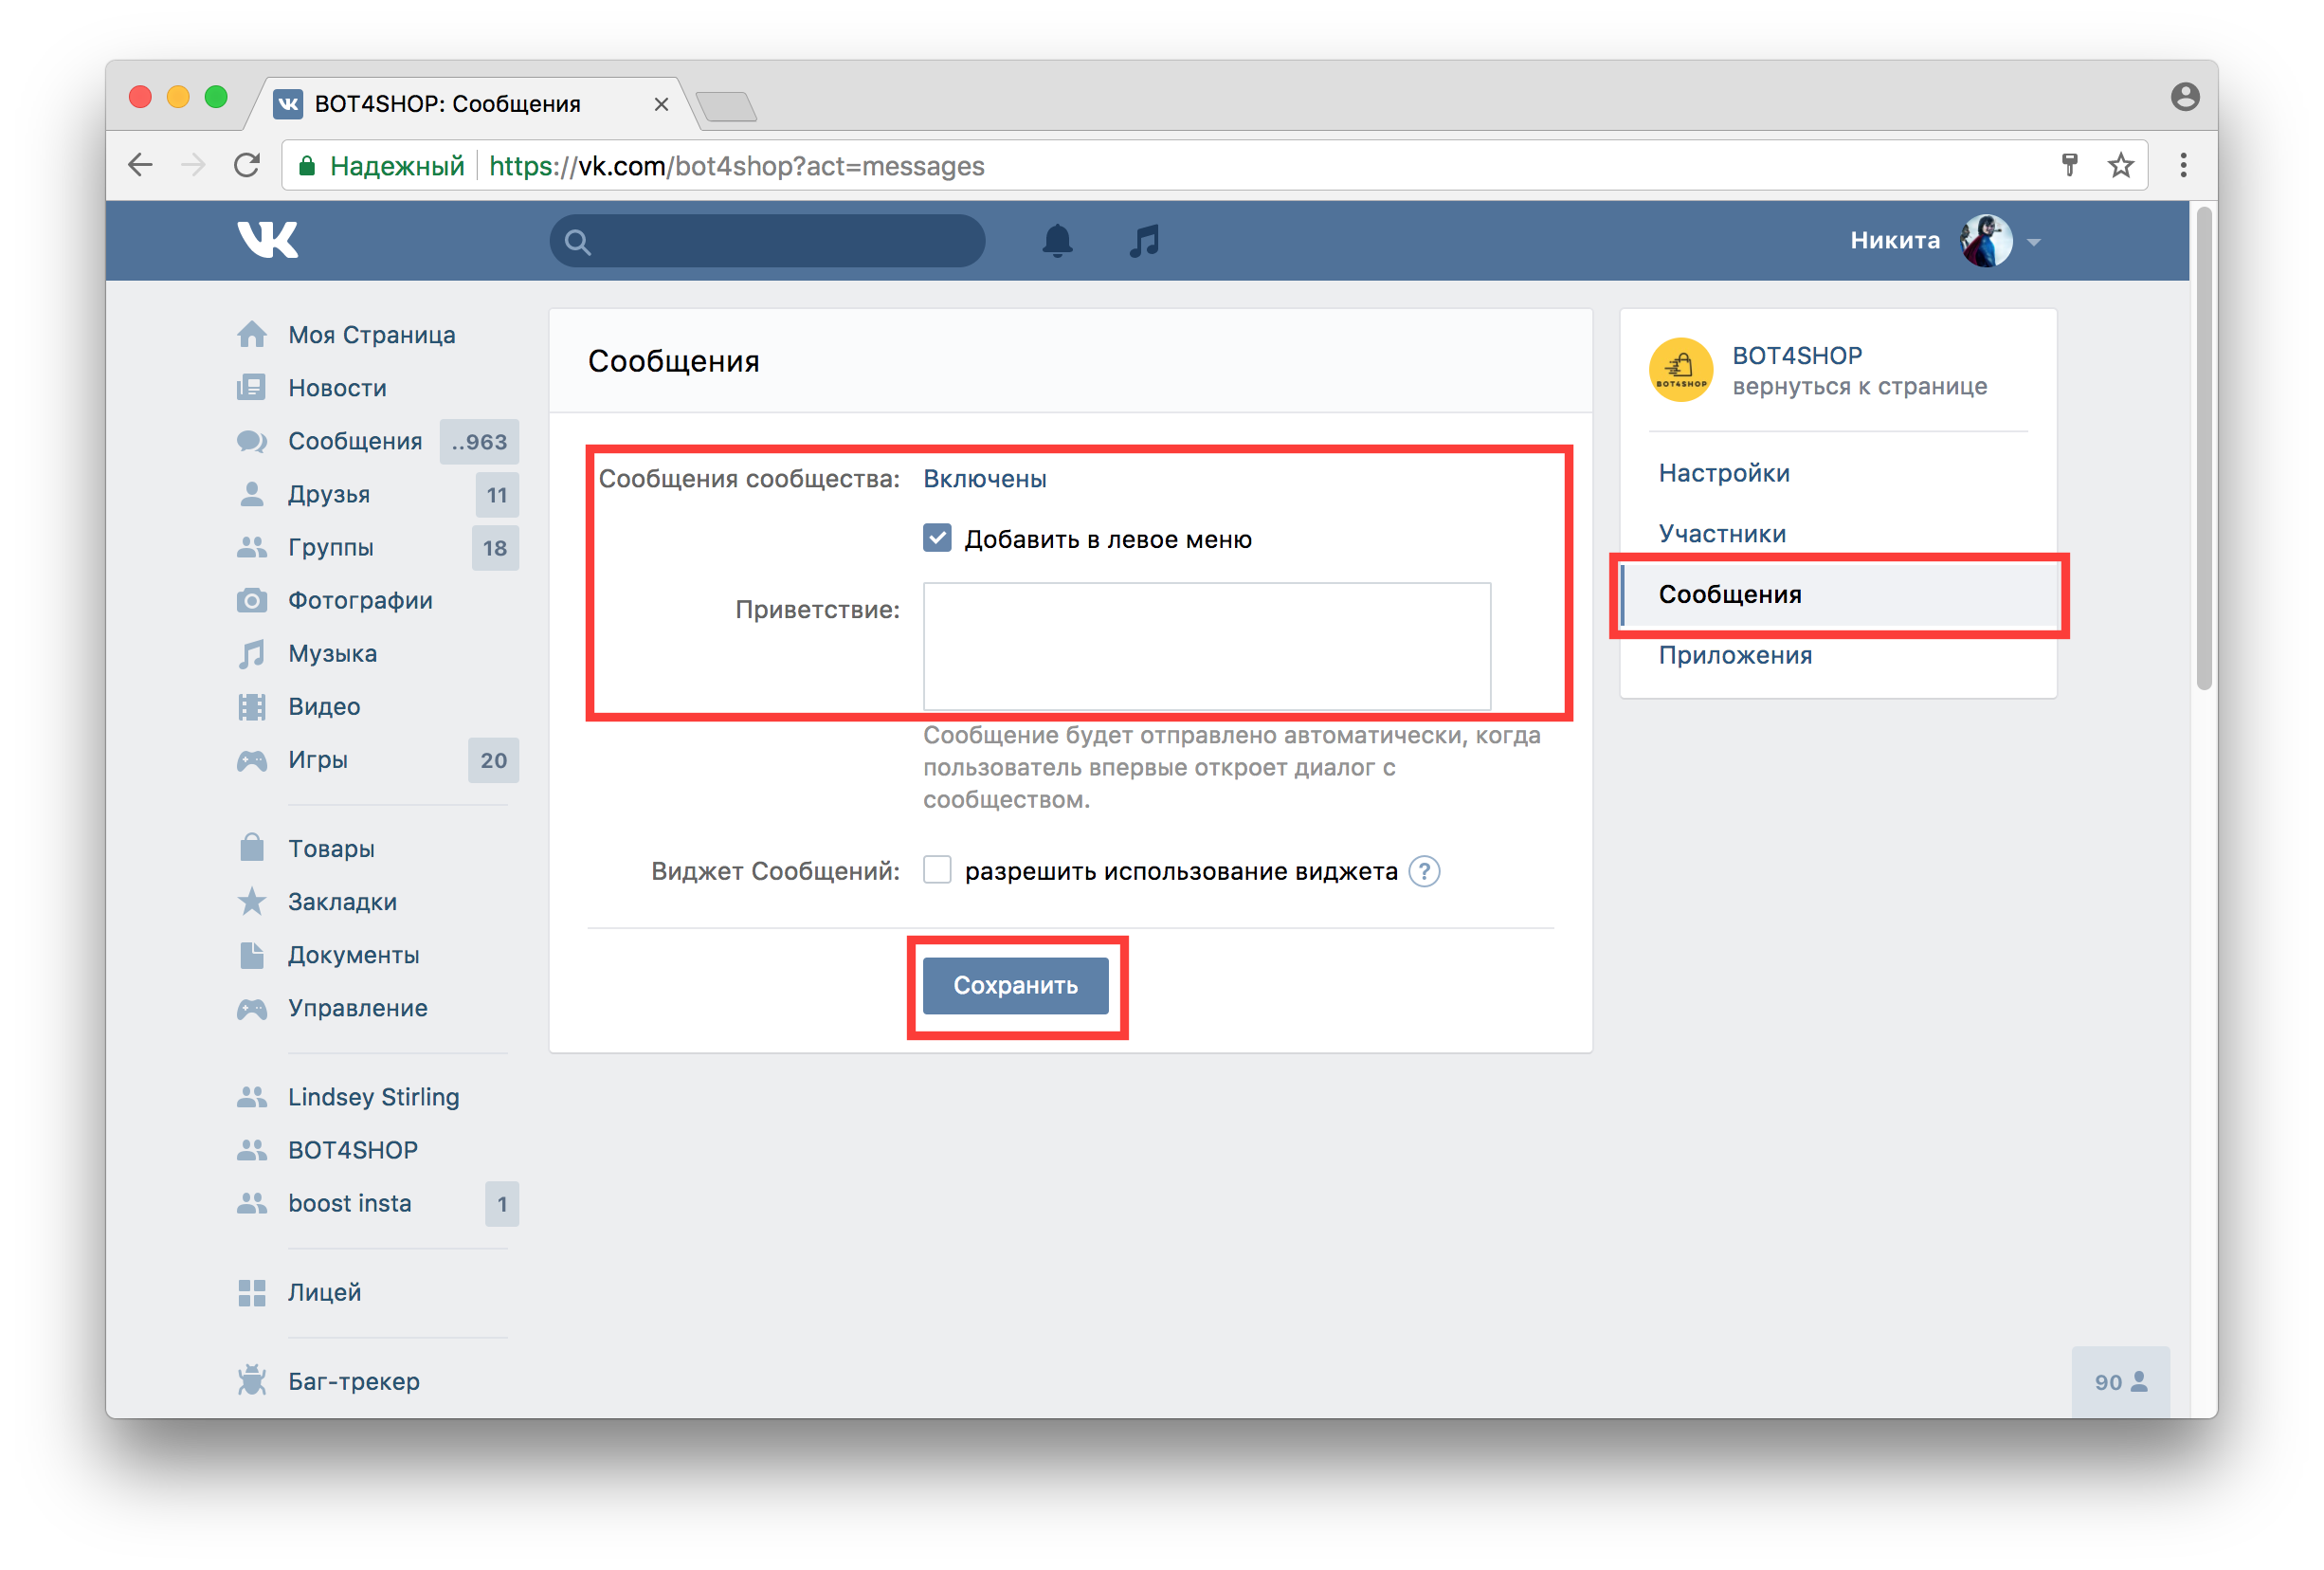 BOT4SHOP: Сообщения
Надежный https://vk.com/bot4shop?act=messages
Никита
Моя Страница
Новости
Сообщения ..963
Друзья 11
Группы 18
Фотографии
Музыка
Видео
Игры 20
Товары
Закладки
Документы
Управление
Lindsey Stirling
BOT4SHOP
boost insta 1
Лицей
Баг-трекер
Сообщения
Сообщения сообщества: Включены
Добавить в левое меню
Приветствие:
Сообщение будет отправлено автоматически, когда
пользователь впервые откроет диалог с
сообществом.
Виджет Сообщений: разрешить использование виджета ?
Сохранить
BOT4SHOP
BOT4SHOP
вернуться к странице
Настройки
Участники
Сообщения
Приложения
90